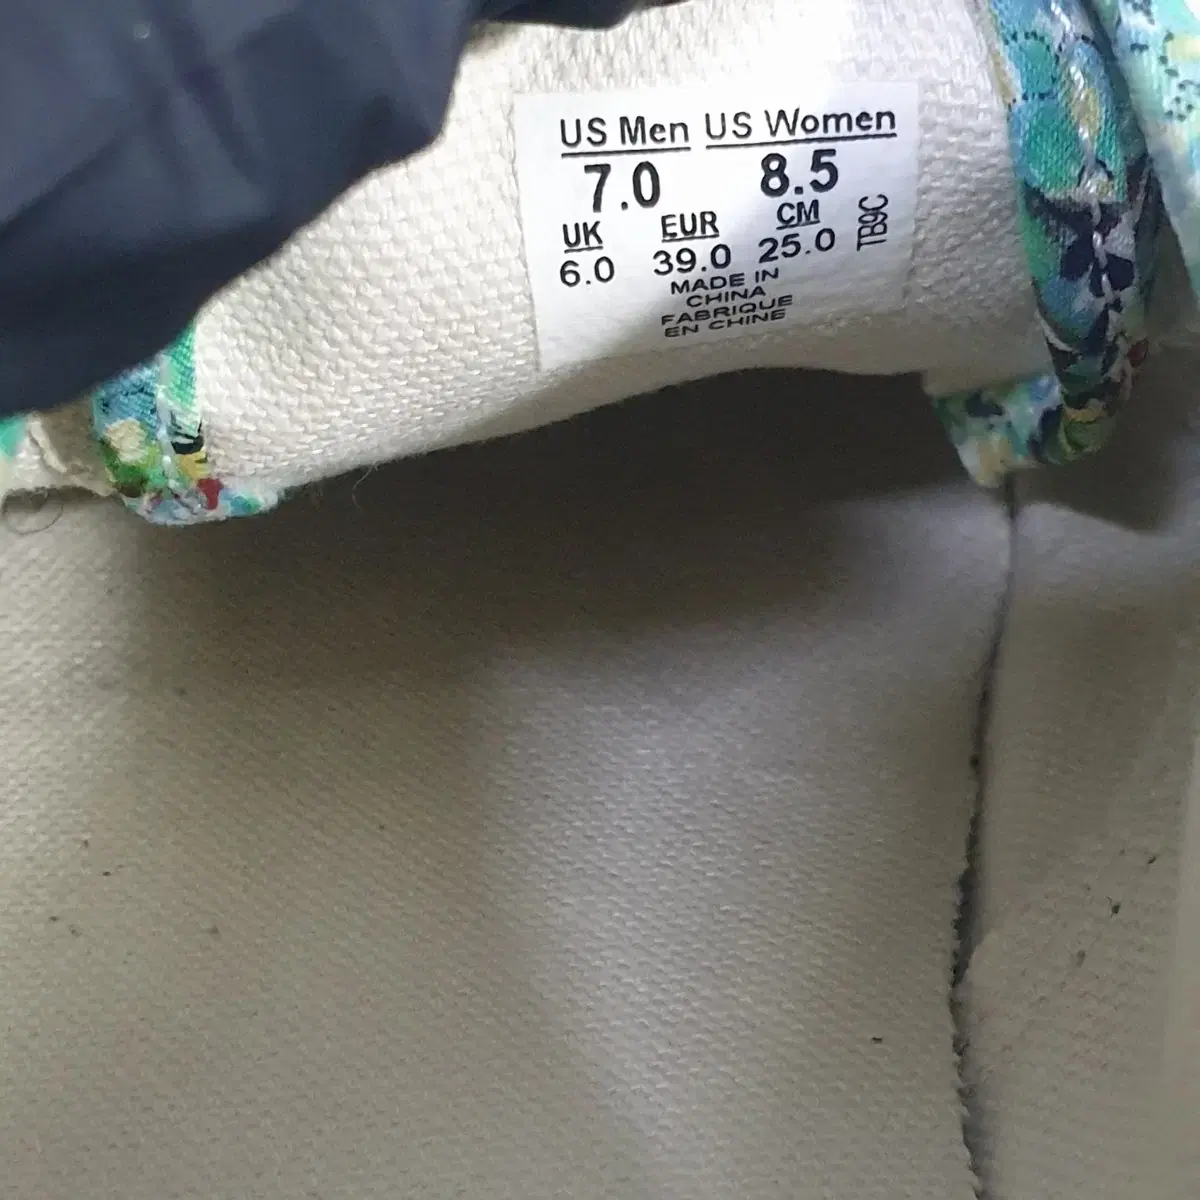 US Men US Women
7.0 8.5
UK EUR CM
6.0 39.0 25.0
TB9C
MADE IN
CHINA
FABRIQUE
EN CHINE